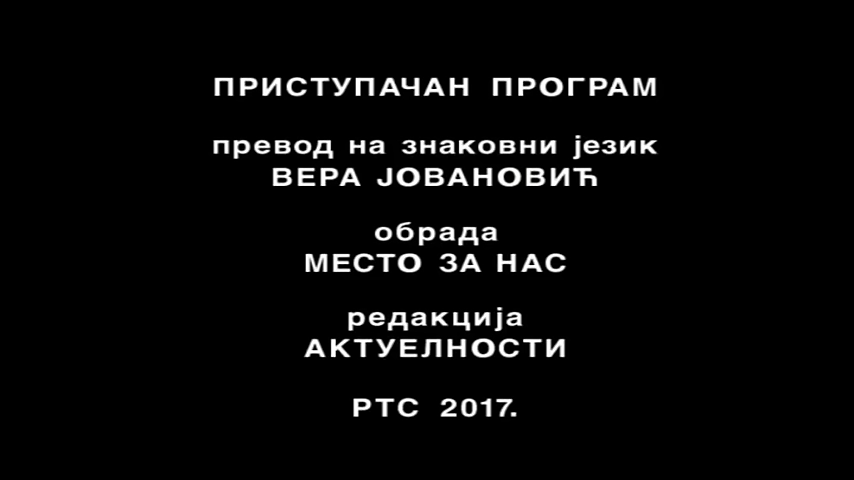 ПРИСТУПАЧАН ПРОГРАМ
превод на знаковни језик
ВЕРА ЈОВАНОВИЋ
обрада
МЕСТО ЗА НАС
редакција
АКТУЕЛНОСТИ
РТС 2017.